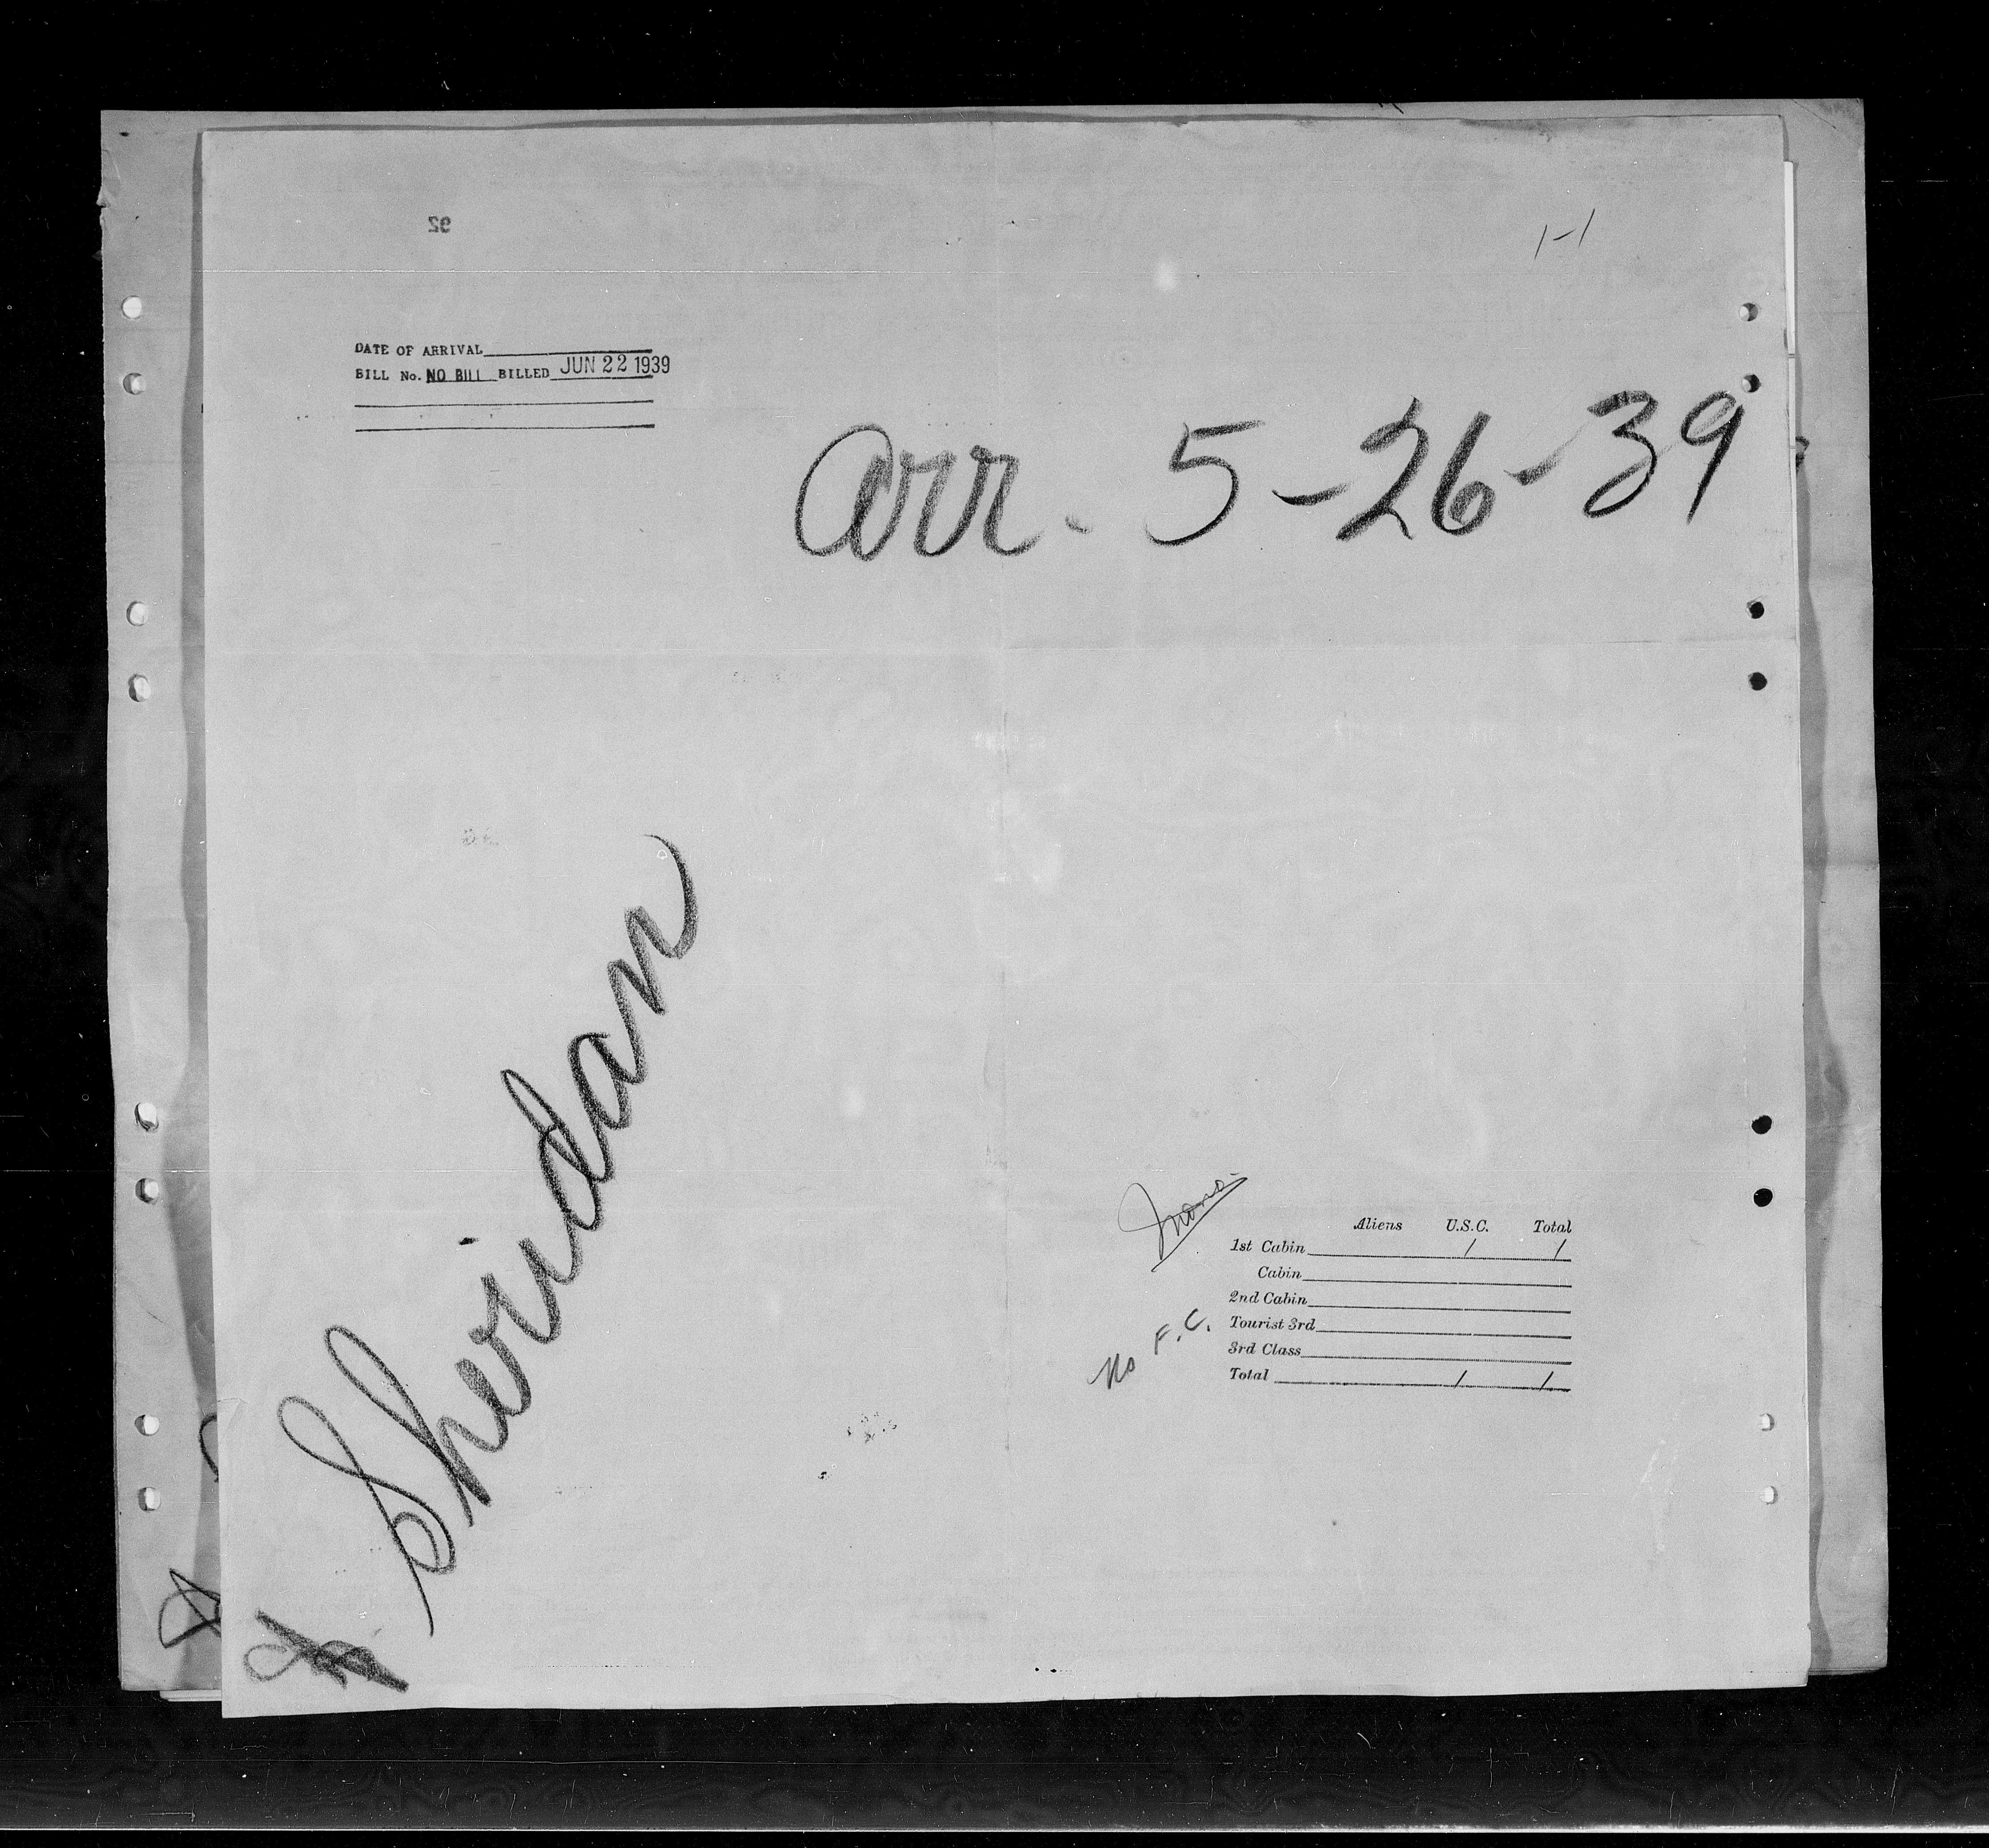 92
1-1
DATE OF ARRIVAL
BILL No. NO BILL BILLED JUN 22 1939
arr. 5-26-39
Sheridan
Aliens U.S.C. Total
1st Cabin 1 1
Cabin
2nd Cabin
Tourist 3rd
3rd Class
Total 1 1
No F.C.